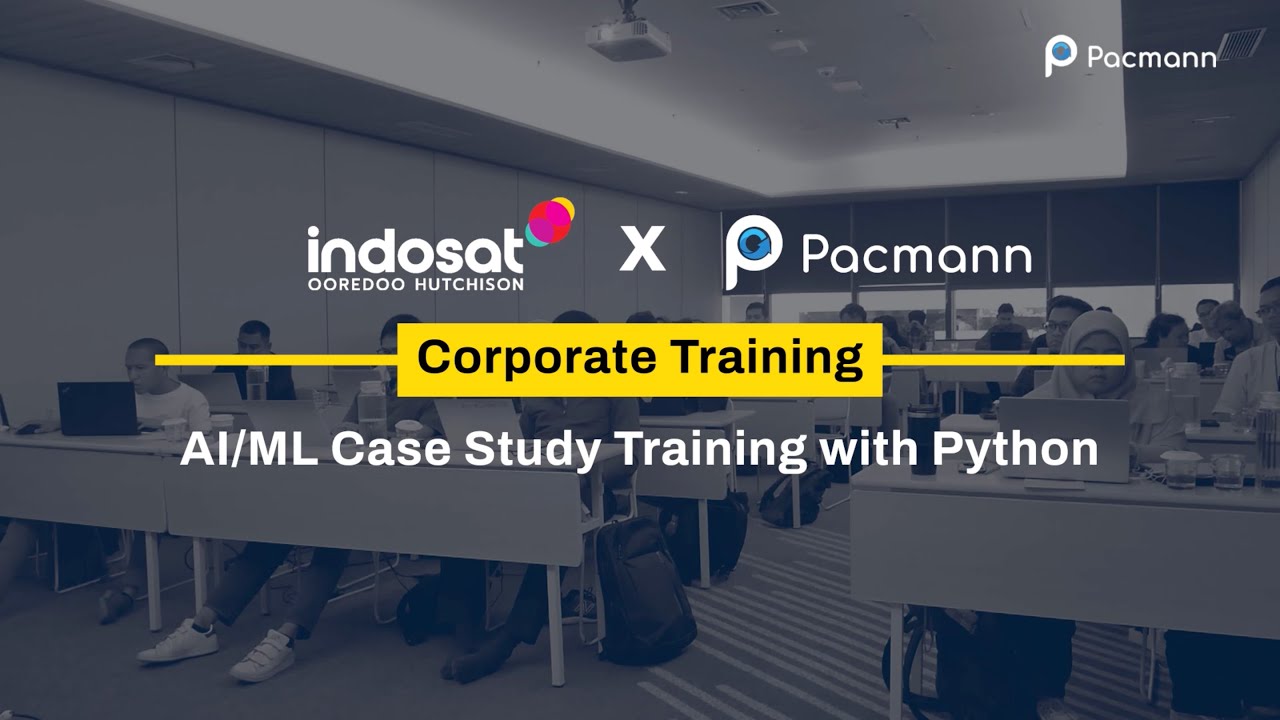 Pacmann
indosat
OOREDOO HUTCHISON
X
Pacmann
Corporate Training
AI/ML Case Study Training with Python